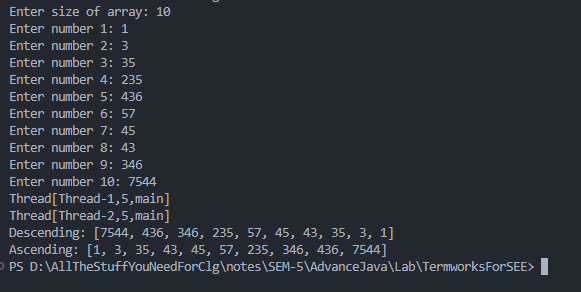 Enter size of array: 10
Enter number 1: 1
Enter number 2: 3
Enter number 3: 35
Enter number 4: 235
Enter number 5: 436
Enter number 6: 57
Enter number 7: 45
Enter number 8: 43
Enter number 9: 346
Enter number 10: 7544
Thread[Thread-1,5,main]
Thread[Thread-2,5,main]
Descending: [7544, 436, 346, 235, 57, 45, 43, 35, 3, 1]
Ascending: [1, 3, 35, 43, 45, 57, 235, 346, 436, 7544]
PS D:\AllTheStuffYouNeedForClg\notes\SEM-5\AdvanceJava\Lab\TermworksForSEE>